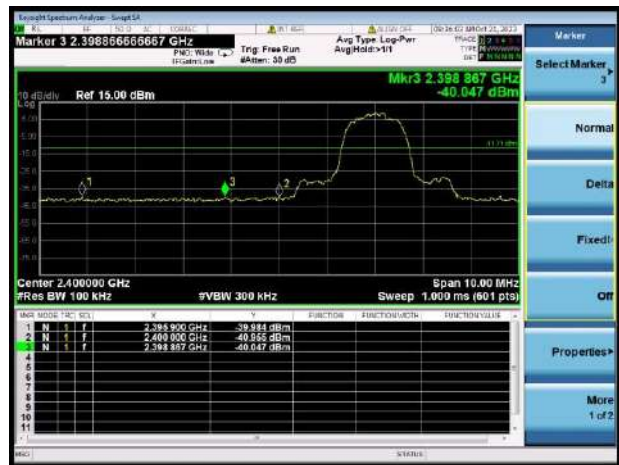 Keysight Spectrum Analyzer - Swept SA
Marker 3 2.398866666667 GHz
PNO: Wide
IFGain:Low
Trig: Free Run
#Atten: 30 dB
Avg Type: Log-Pwr
Avg|Hold:>1/1
TRACE
TYPE
DET
Marker
Select Marker
3
Normal
Delta
Fixed
Off
Properties
More
1 of 2
Mkr3 2.398 867 GHz
-40.047 dBm
10 dB/div
Log
Ref 15.00 dBm
Center 2.400000 GHz
Span 10.00 MHz
#Res BW 100 kHz
#VBW 300 kHz
Sweep 1.000 ms (601 pts)
MKR MODE TRC SCL X Y FUNCTION FUNCTION WIDTH FUNCTION VALUE
1 N 1 f 2.395 900 GHz -39.984 dBm
2 N 1 f 2.400 000 GHz -40.955 dBm
3 N 1 f 2.398 867 GHz -40.047 dBm
4
5
6
7
8
9
10
11
MSG
STATUS